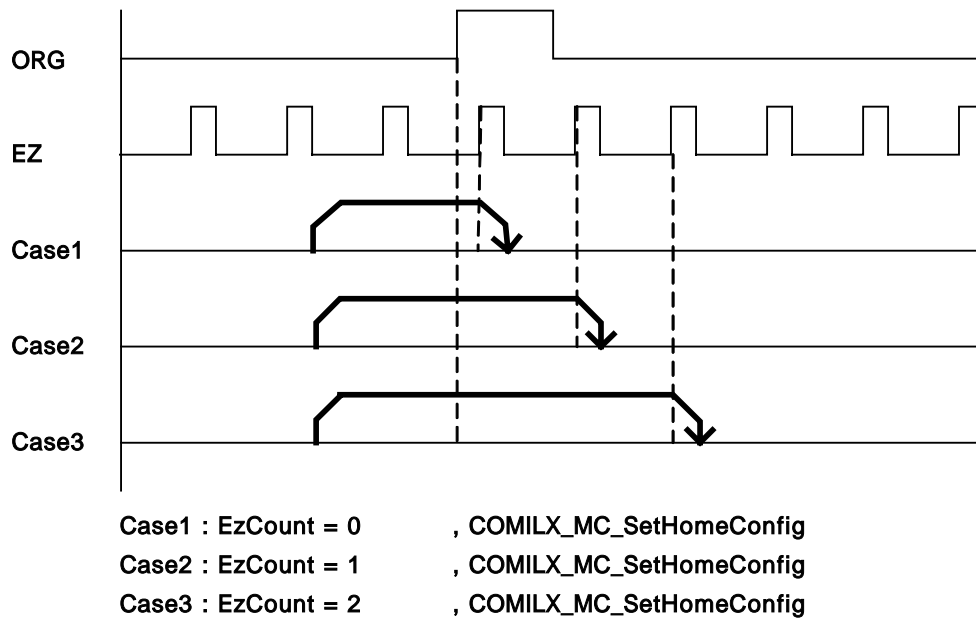 ORG
EZ
Case1
Case2
Case3
Case1 : EzCount = 0 , COMILX_MC_SetHomeConfig
Case2 : EzCount = 1 , COMILX_MC_SetHomeConfig
Case3 : EzCount = 2 , COMILX_MC_SetHomeConfig